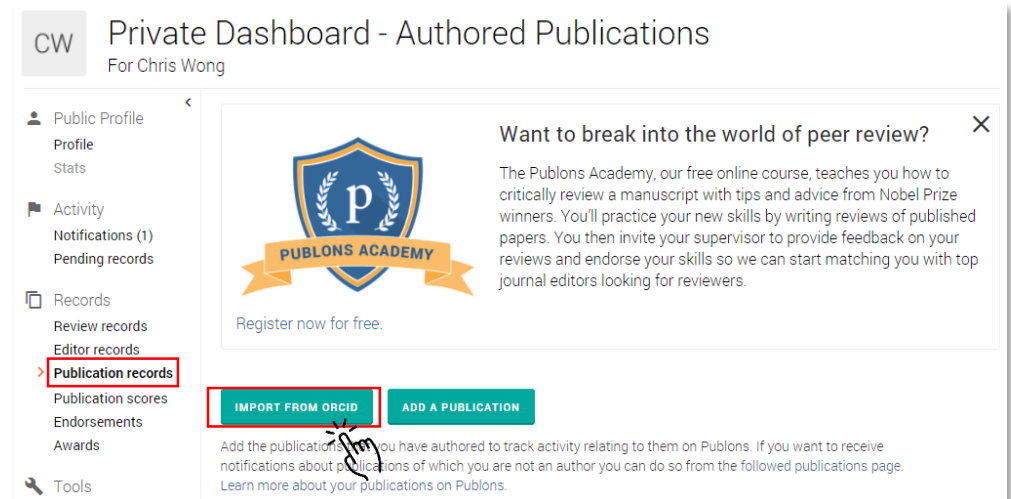 CW
Private Dashboard - Authored Publications
For Chris Wong
<
Public Profile
Profile
Stats
Activity
Notifications (1)
Pending records
Records
Review records
Editor records
> Publication records
Publication scores
Endorsements
Awards
Tools
p
PUBLONS ACADEMY
Want to break into the world of peer review?
The Publons Academy, our free online course, teaches you how to
critically review a manuscript with tips and advice from Nobel Prize
winners. You'll practice your new skills by writing reviews of published
papers. You then invite your supervisor to provide feedback on your
reviews and endorse your skills so we can start matching you with top
journal editors looking for reviewers.
Register now for free.
IMPORT FROM ORCID
ADD A PUBLICATION
Add the publications you have authored to track activity relating to them on Publons. If you want to receive
notifications about publications of which you are not an author you can do so from the followed publications page.
Learn more about your publications on Publons.